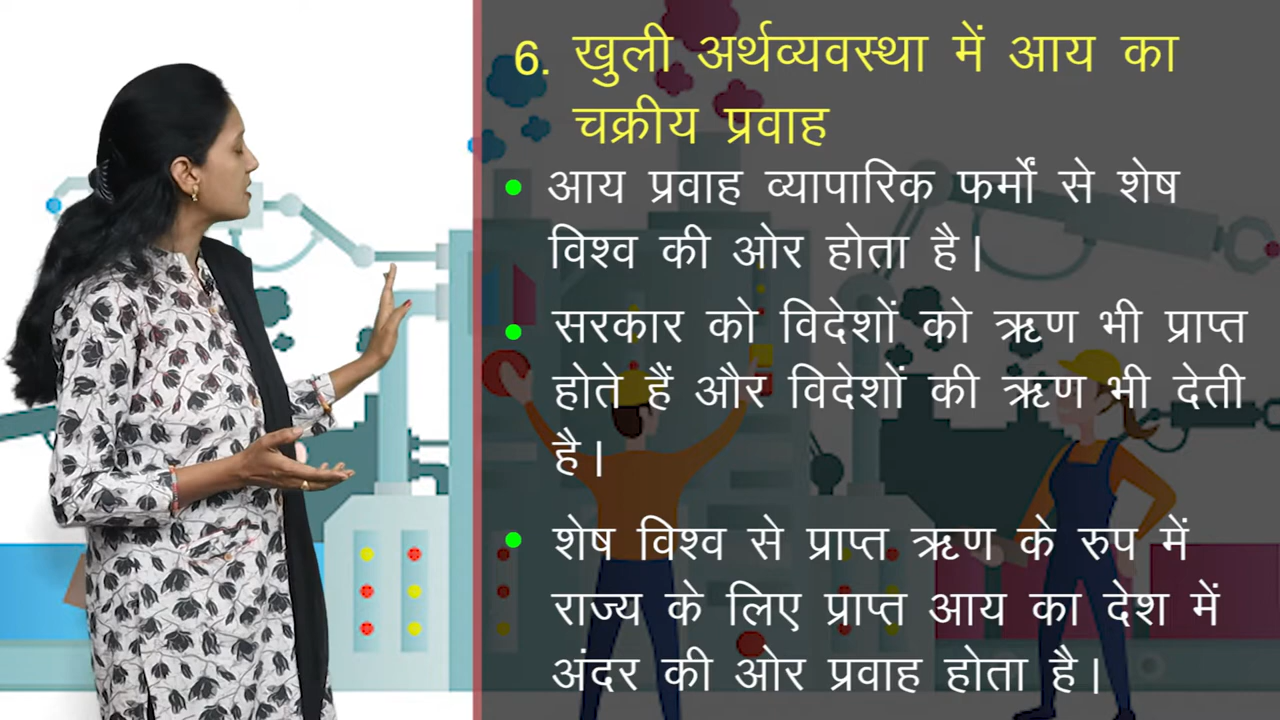 6. खुली अर्थव्यवस्था में आय का
चक्रीय प्रवाह
• आय प्रवाह व्यापारिक फर्मों से शेष
विश्व की ओर होता है।
• सरकार को विदेशों को ऋण भी प्राप्त
होते हैं और विदेशों की ऋण भी देती
है।
• शेष विश्व से प्राप्त ऋण के रुप में
राज्य के लिए प्राप्त आय का देश में
अंदर की ओर प्रवाह होता है।